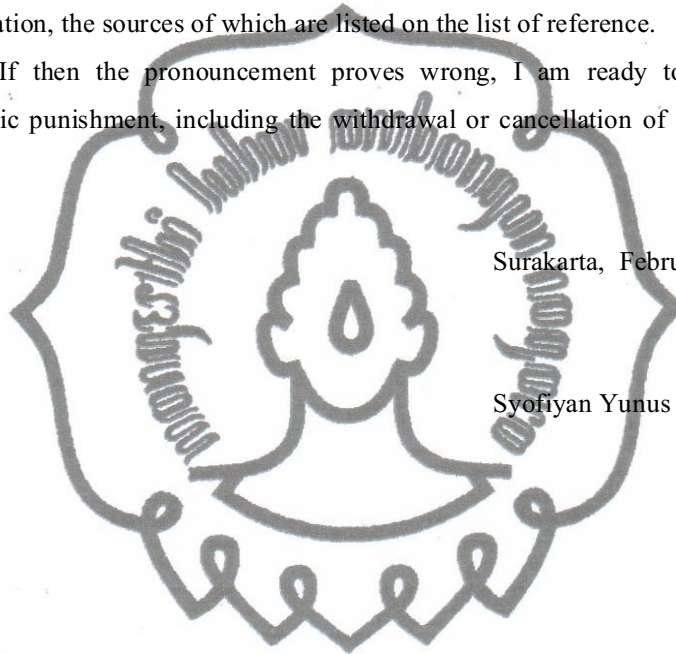 ation, the sources of which are listed on the list of reference.
If then the pronouncement proves wrong, I am ready to
ic punishment, including the withdrawal or cancellation of
Surakarta, Febru
Syofiyan Yunus